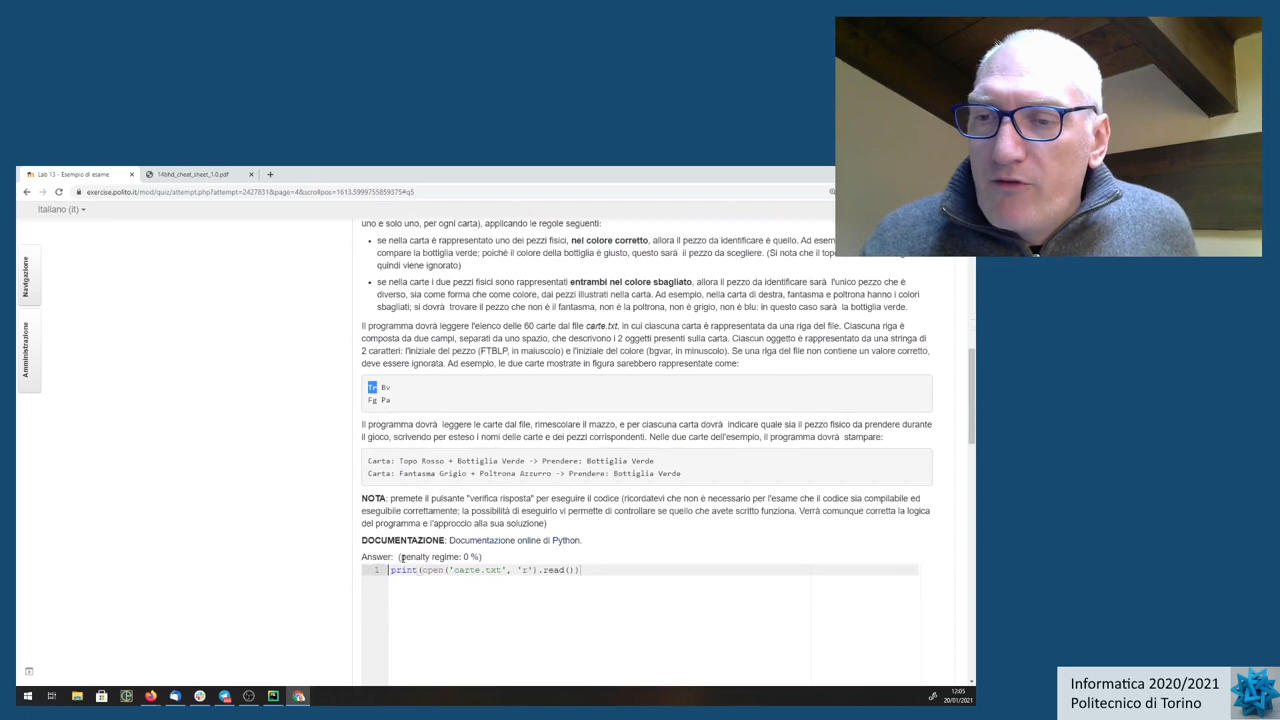 Lab 13 - Esempio di esame
14bhd_cheat_sheet_1.0.pdf
exercise.polito.it/mod/quiz/attempt.php?attempt=2427831&page=4&scrollpos=1613.5999755859375#q5
Italiano (it)
Navigazione
Amministrazione
uno e solo uno, per ogni carta), applicando le regole seguenti:
se nella carta è rappresentato uno dei pezzi fisici, nel colore corretto, allora il pezzo da identificare è quello. Ad esem
compare la bottiglia verde; poichè il colore della bottiglia è giusto, questo sarà il pezzo da scegliere. (Si nota che il topo
quindi viene ignorato)
se nella carte i due pezzi fisici sono rappresentati entrambi nel colore sbagliato, allora il pezzo da identificare sarà l'unico pezzo che è
diverso, sia come forma che come colore, dai pezzi illustrati nella carta. Ad esempio, nella carta di destra, fantasma e poltrona hanno i colori
sbagliati; si dovrà trovare il pezzo che non è il fantasma, non è la poltrona, non è grigio, non è blu: in questo caso sarà la bottiglia verde.
Il programma dovrà leggere l'elenco delle 60 carte dal file carte.txt, in cui ciascuna carta è rappresentata da una riga del file. Ciascuna riga è
composta da due campi, separati da uno spazio, che descrivono i 2 oggetti presenti sulla carta. Ciascun oggetto è rappresentato da una stringa di
2 caratteri: l'iniziale del pezzo (FTBLP, in maiuscolo) e l'iniziale del colore (bgvar, in minuscolo). Se una riga del file non contiene un valore corretto,
deve essere ignorata. Ad esempio, le due carte mostrate in figura sarebbero rappresentate come:
Tr Bv
Fg Pa
Il programma dovrà leggere le carte dal file, rimescolare il mazzo, e per ciascuna carta dovrà indicare quale sia il pezzo fisico da prendere durante
il gioco, scrivendo per esteso i nomi delle carte e dei pezzi corrispondenti. Nelle due carte dell'esempio, il programma dovrà stampare:
Carta: Topo Rosso + Bottiglia Verde -> Prendere: Bottiglia Verde
Carta: Fantasma Grigio + Poltrona Azzurro -> Prendere: Bottiglia Verde
NOTA: premete il pulsante "verifica risposta" per eseguire il codice (ricordatevi che non è necessario per l'esame che il codice sia compilabile ed
eseguibile correttamente; la possibilità di eseguirlo vi permette di controllare se quello che avete scritto funziona. Verrà comunque corretta la logica
del programma e l'approccio alla sua soluzione)
DOCUMENTAZIONE: Documentazione online di Python.
Answer: (penalty regime: 0 %)
1 print(open('carte.txt', 'r').read())
12:05
20/01/2021
Informatica 2020/2021
Politecnico di Torino